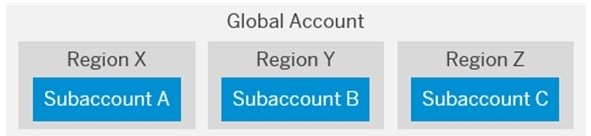 Global Account
Region X
Region Y
Region Z
Subaccount A
Subaccount B
Subaccount C